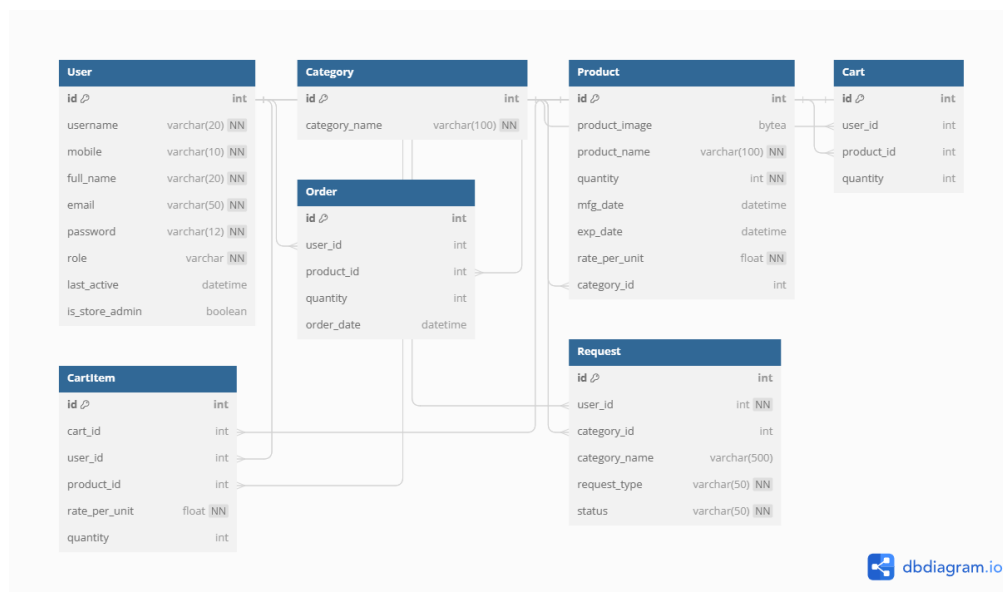 User
id int
username varchar(20) NN
mobile varchar(10) NN
full_name varchar(20) NN
email varchar(50) NN
password varchar(12) NN
role varchar NN
last_active datetime
is_store_admin boolean
Category
id int
category_name varchar(100) NN
Product
id int
product_image bytea
product_name varchar(100) NN
quantity int NN
mfg_date datetime
exp_date datetime
rate_per_unit float NN
category_id int
Cart
id int
user_id int
product_id int
quantity int
Order
id int
user_id int
product_id int
quantity int
order_date datetime
CartItem
id int
cart_id int
user_id int
product_id int
rate_per_unit float NN
quantity int
Request
id int
user_id int NN
category_id int
category_name varchar(500)
request_type varchar(50) NN
status varchar(50) NN
dbdiagram.io